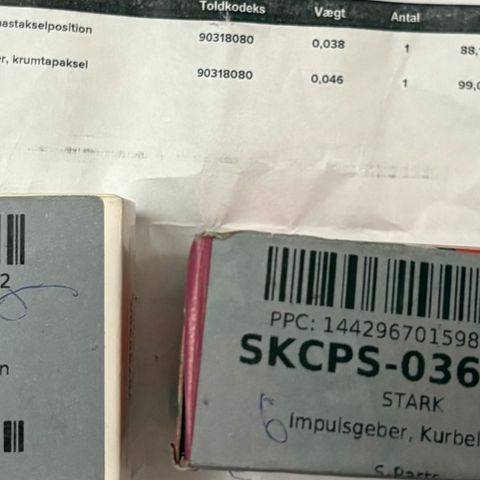 Toldkodeks Vægt Antal
nastakselposition 90318080 0,038 1 88,
r, krumtapaksel 90318080 0,046 1 99,0
2
n
PPC: 144296701598
SKCPS-036
STARK
6 Impulsgeber, Kurbel